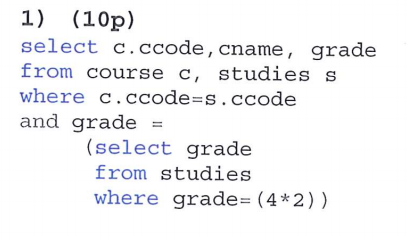 1) (10p)
select c.ccode,cname, grade
from course c, studies s
where c.ccode=s.ccode
and grade =
(select grade
from studies
where grade=(4*2))